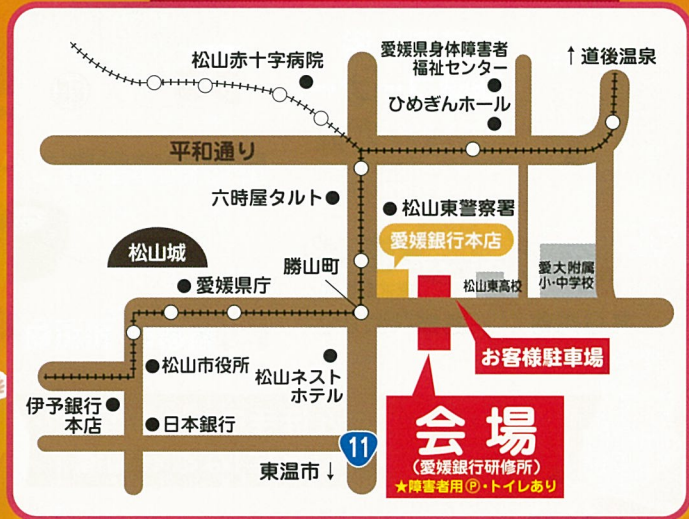 松山赤十字病院
愛媛県身体障害者
福祉センター
ひめぎんホール
↑道後温泉
平和通り
六時屋タルト
松山東警察署
愛媛銀行本店
松山城
愛媛県庁
勝山町
松山東高校
愛大附属
小・中学校
お客様駐車場
松山市役所
松山ネスト
ホテル
伊予銀行
本店
日本銀行
会場
(愛媛銀行研修所)
★障害者用Ⓟ・トイレあり
11
東温市↓